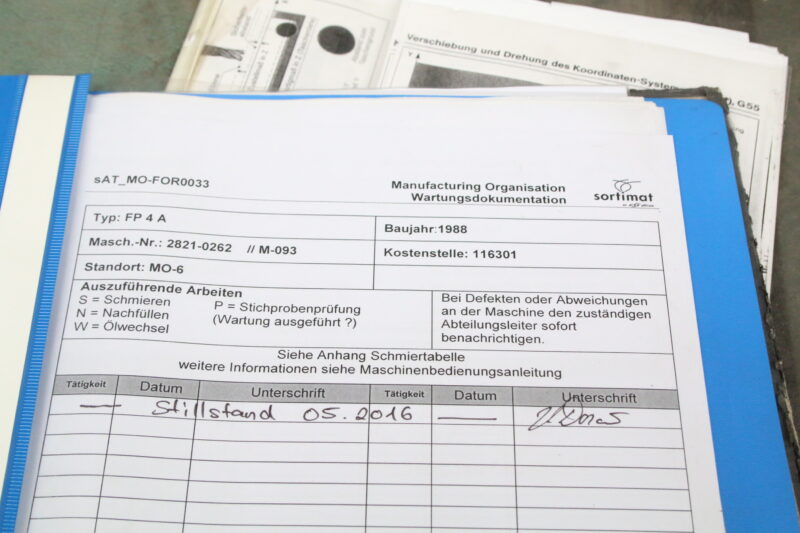 Verschiebung und Drehung des Koordinaten-System
G55
sAT_MO-FOR0033
Manufacturing Organisation
Wartungsdokumentation
sortimat
Typ: FP 4 A
Baujahr:1988
Masch.-Nr.: 2821-0262 // M-093
Kostenstelle: 116301
Standort: MO-6
Auszuführende Arbeiten
S = Schmieren
N = Nachfüllen
W = Ölwechsel
P = Stichprobenprüfung
(Wartung ausgeführt ?)
Bei Defekten oder Abweichungen
an der Maschine den zuständigen
Abteilungsleiter sofort
benachrichtigen.
Siehe Anhang Schmiertabelle
weitere Informationen siehe Maschinenbedienungsanleitung
Tätigkeit Datum Unterschrift Tätigkeit Datum Unterschrift
— Stillstand 05.2016 —